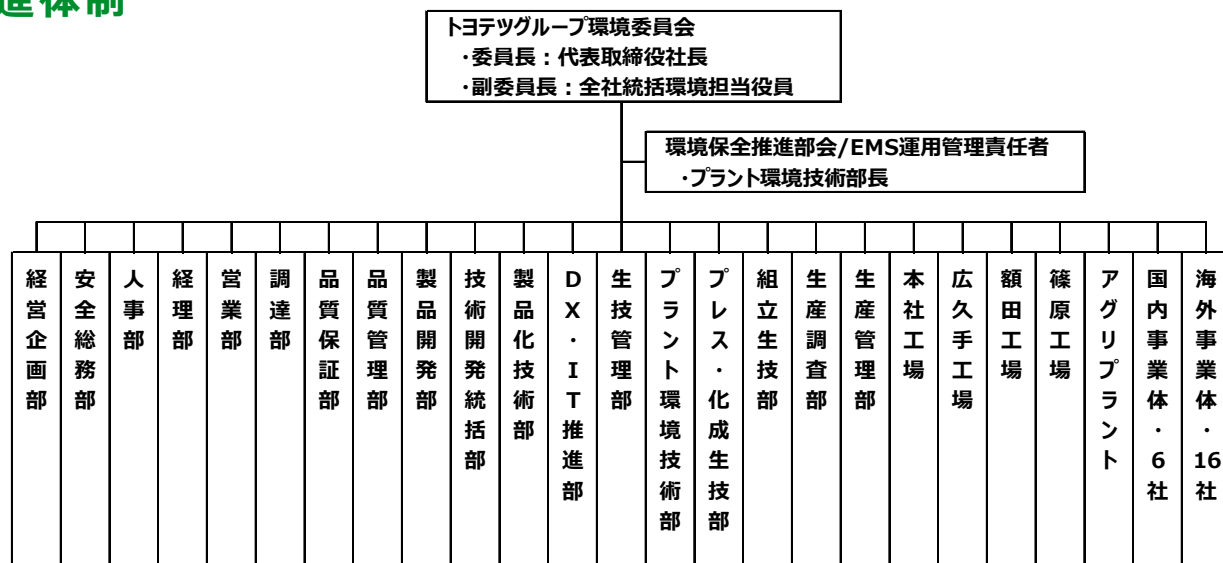 進体制
トヨテツグループ環境委員会
・委員長：代表取締役社長
・副委員長：全社統括環境担当役員
環境保全推進部会/EMS運用管理責任者
・プラント環境技術部長
経営企画部
安全総務部
人事部
経理部
営業部
調達部
品質保証部
品質管理部
製品開発部
技術開発統括部
製品化技術部
DX・IT推進部
生技管理部
プラント環境技術部
プレス・化成生技部
組立生技部
生産調査部
生産管理部
本社工場
広久手工場
額田工場
篠原工場
アグリプラント
国内事業体・6社
海外事業体・16社